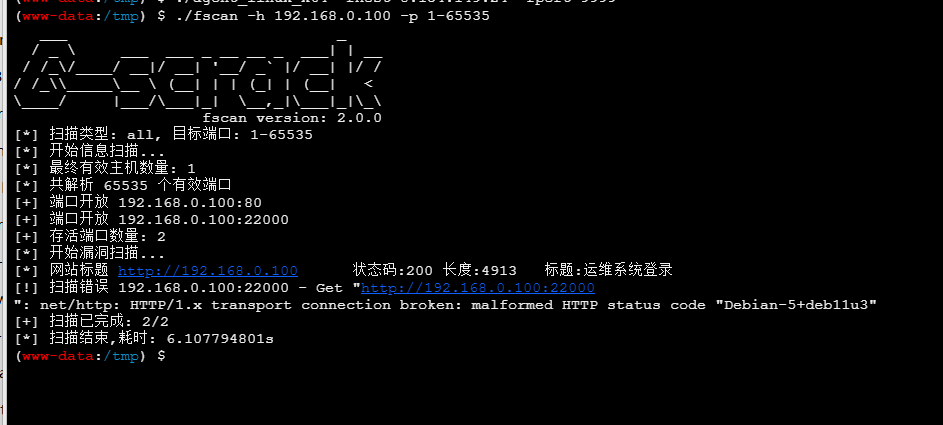 (www-data:/tmp) $ ./fscan -h 192.168.0.100 -p 1-65535
fscan version: 2.0.0
[*] 扫描类型: all, 目标端口: 1-65535
[*] 开始信息扫描...
[*] 最终有效主机数量: 1
[*] 共解析 65535 个有效端口
[+] 端口开放 192.168.0.100:80
[+] 端口开放 192.168.0.100:22000
[+] 存活端口数量: 2
[*] 开始漏洞扫描...
[*] 网站标题 http://192.168.0.100 状态码:200 长度:4913 标题:运维系统登录
[!] 扫描错误 192.168.0.100:22000 - Get "http://192.168.0.100:22000
": net/http: HTTP/1.x transport connection broken: malformed HTTP status code "Debian-5+deb11u3"
[+] 扫描已完成: 2/2
[*] 扫描结束,耗时: 6.107794801s
(www-data:/tmp) $